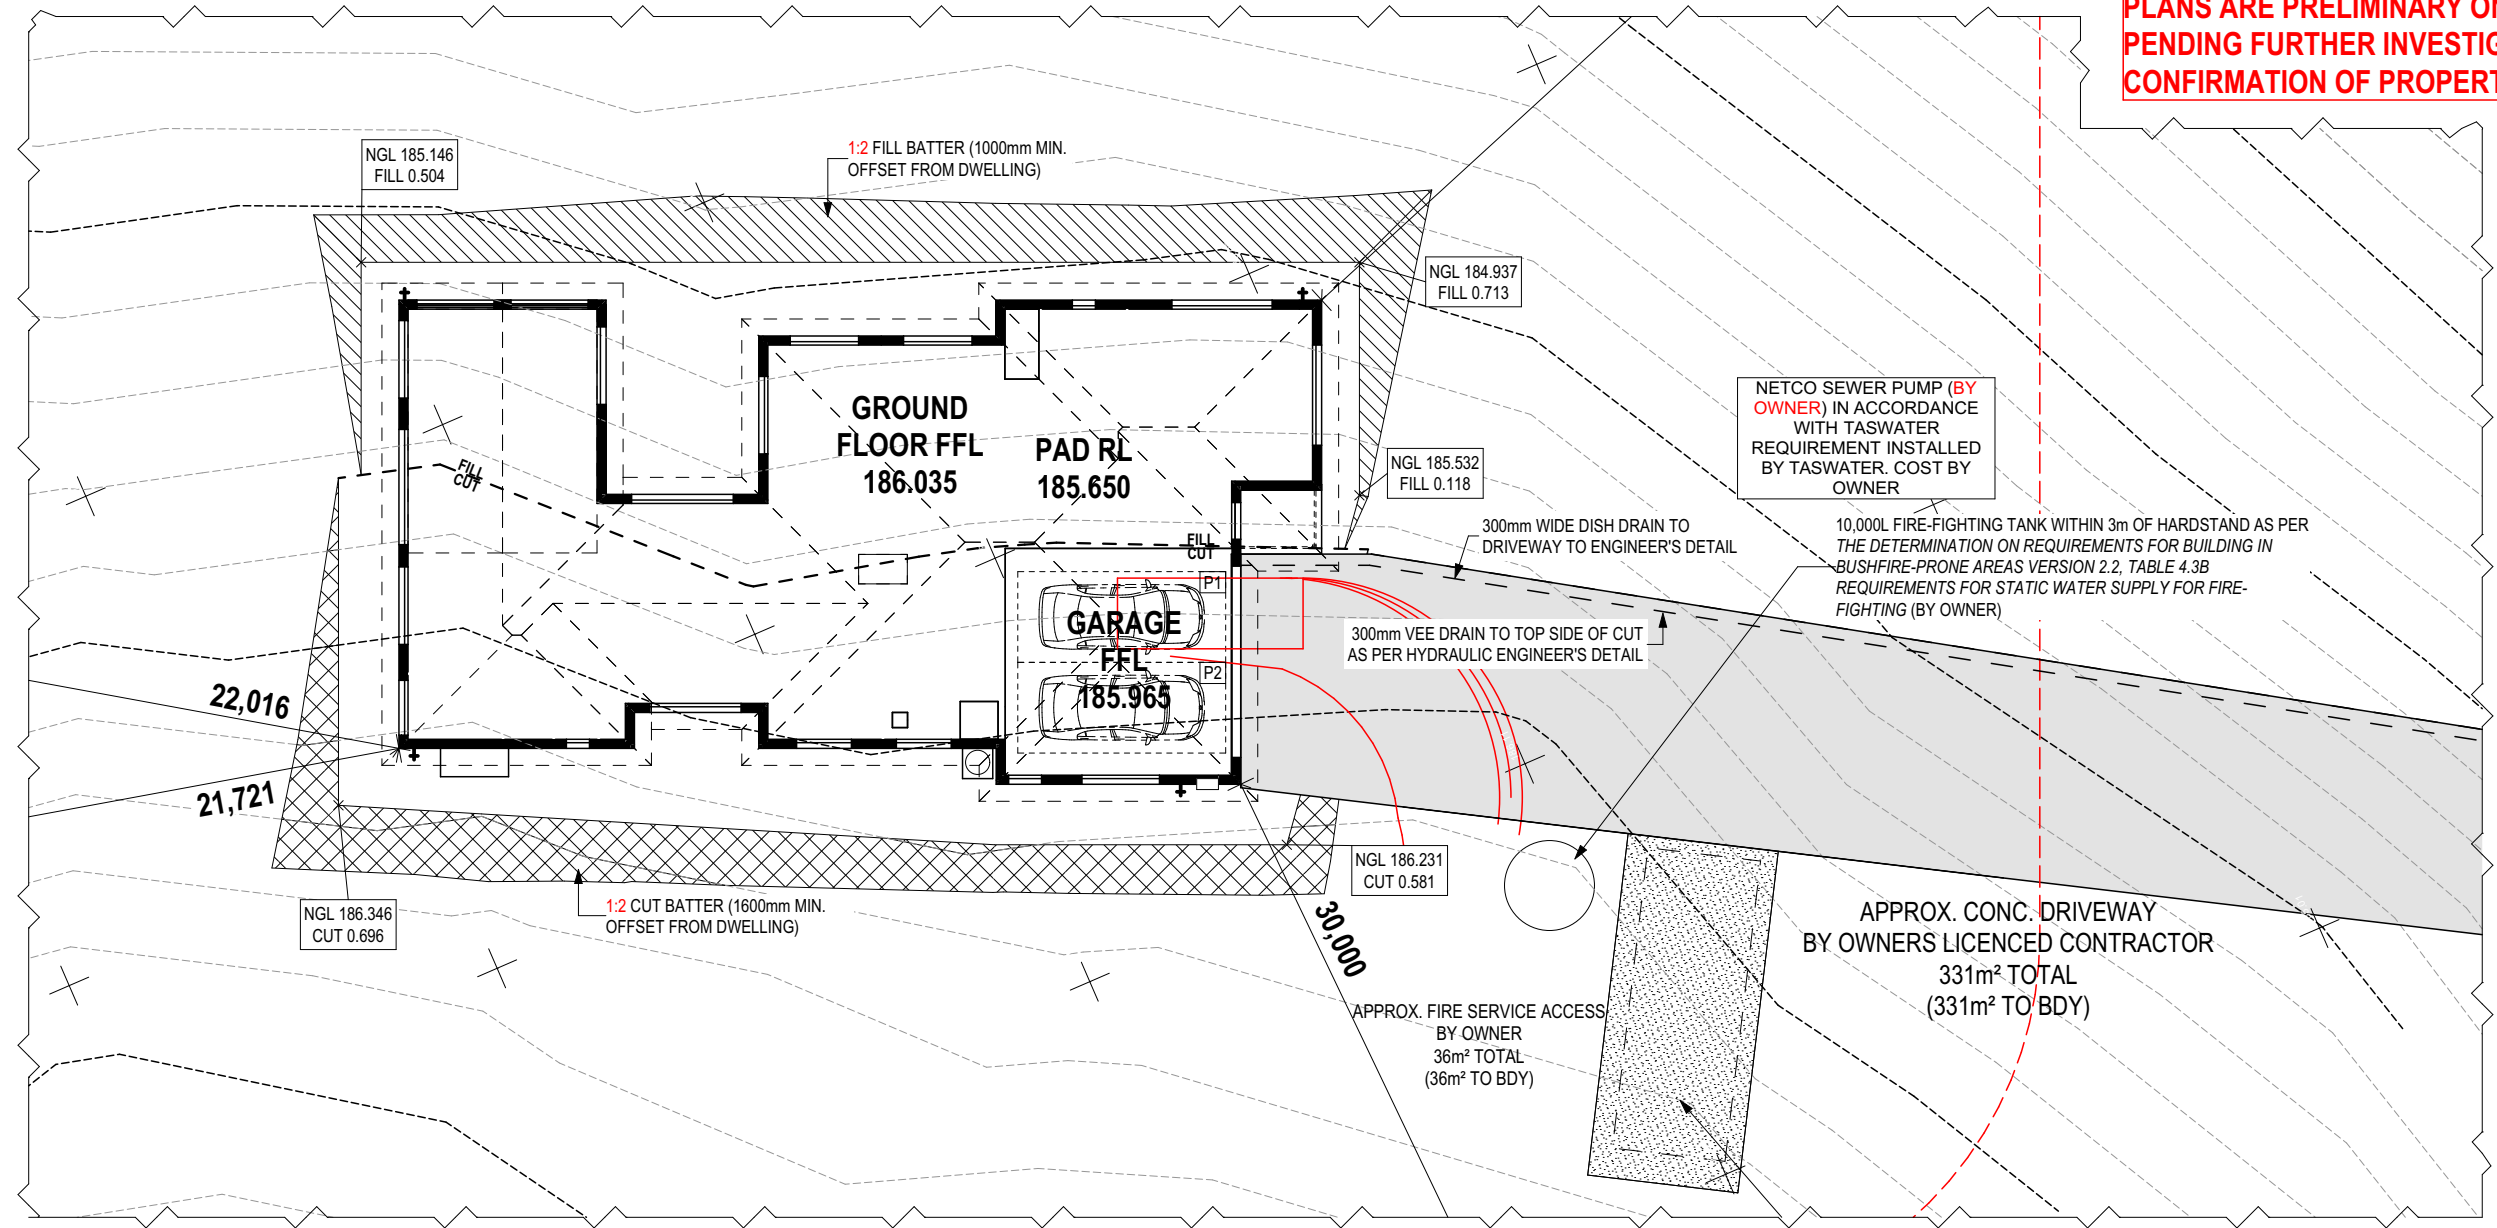 PLANS ARE PRELIMINARY
PENDING FURTHER
CONFIRMATION OF
NGL 185.146
FILL 0.504
1:2 FILL BATTER (1000mm MIN.
OFFSET FROM DWELLING)
NGL 184.937
FILL 0.713
GROUND
FLOOR FFL
186.035
PAD RL
185.650
NGL 185.532
FILL 0.118
NETCO SEWER PUMP (BY
OWNER) IN ACCORDANCE
WITH TASWATER
REQUIREMENT INSTALLED
BY TASWATER. COST BY
OWNER
FILL
CUT
FILL
CUT
300mm WIDE DISH DRAIN TO
DRIVEWAY TO ENGINEER'S DETAIL
10,000L FIRE-FIGHTING TANK WITHIN 3m OF HARDSTAND AS PER
THE DETERMINATION ON REQUIREMENTS FOR BUILDING IN
BUSHFIRE-PRONE AREAS VERSION 2.2, TABLE 4.3B
REQUIREMENTS FOR STATIC WATER SUPPLY FOR FIRE-
FIGHTING (BY OWNER)
P1
GARAGE
FFL
185.965
P2
300mm VEE DRAIN TO TOP SIDE OF CUT
AS PER HYDRAULIC ENGINEER'S DETAIL
22,016
21,721
NGL 186.346
CUT 0.696
1:2 CUT BATTER (1600mm MIN.
OFFSET FROM DWELLING)
NGL 186.231
CUT 0.581
30,000
APPROX. CONC. DRIVEWAY
BY OWNERS LICENCED CONTRACTOR
331m² TOTAL
(331m² TO BDY)
APPROX. FIRE SERVICE ACCESS
BY OWNER
36m² TOTAL
(36m² TO BDY)